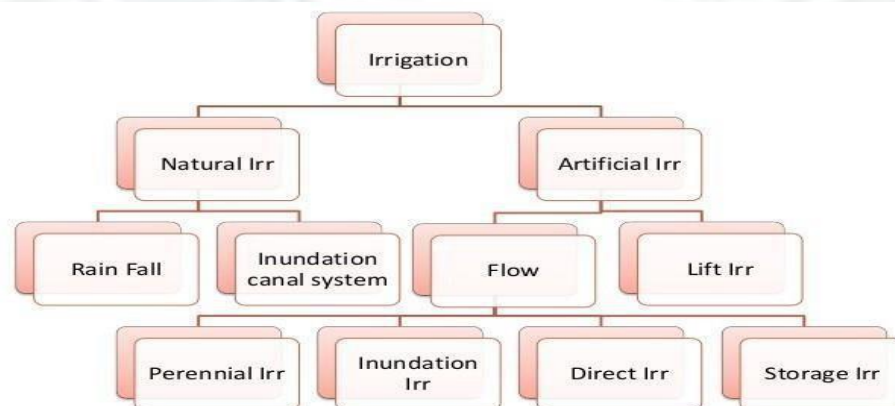 Irrigation
Natural Irr
Artificial Irr
Rain Fall
Inundation
canal system
Flow
Lift Irr
Perennial Irr
Inundation
Irr
Direct Irr
Storage Irr